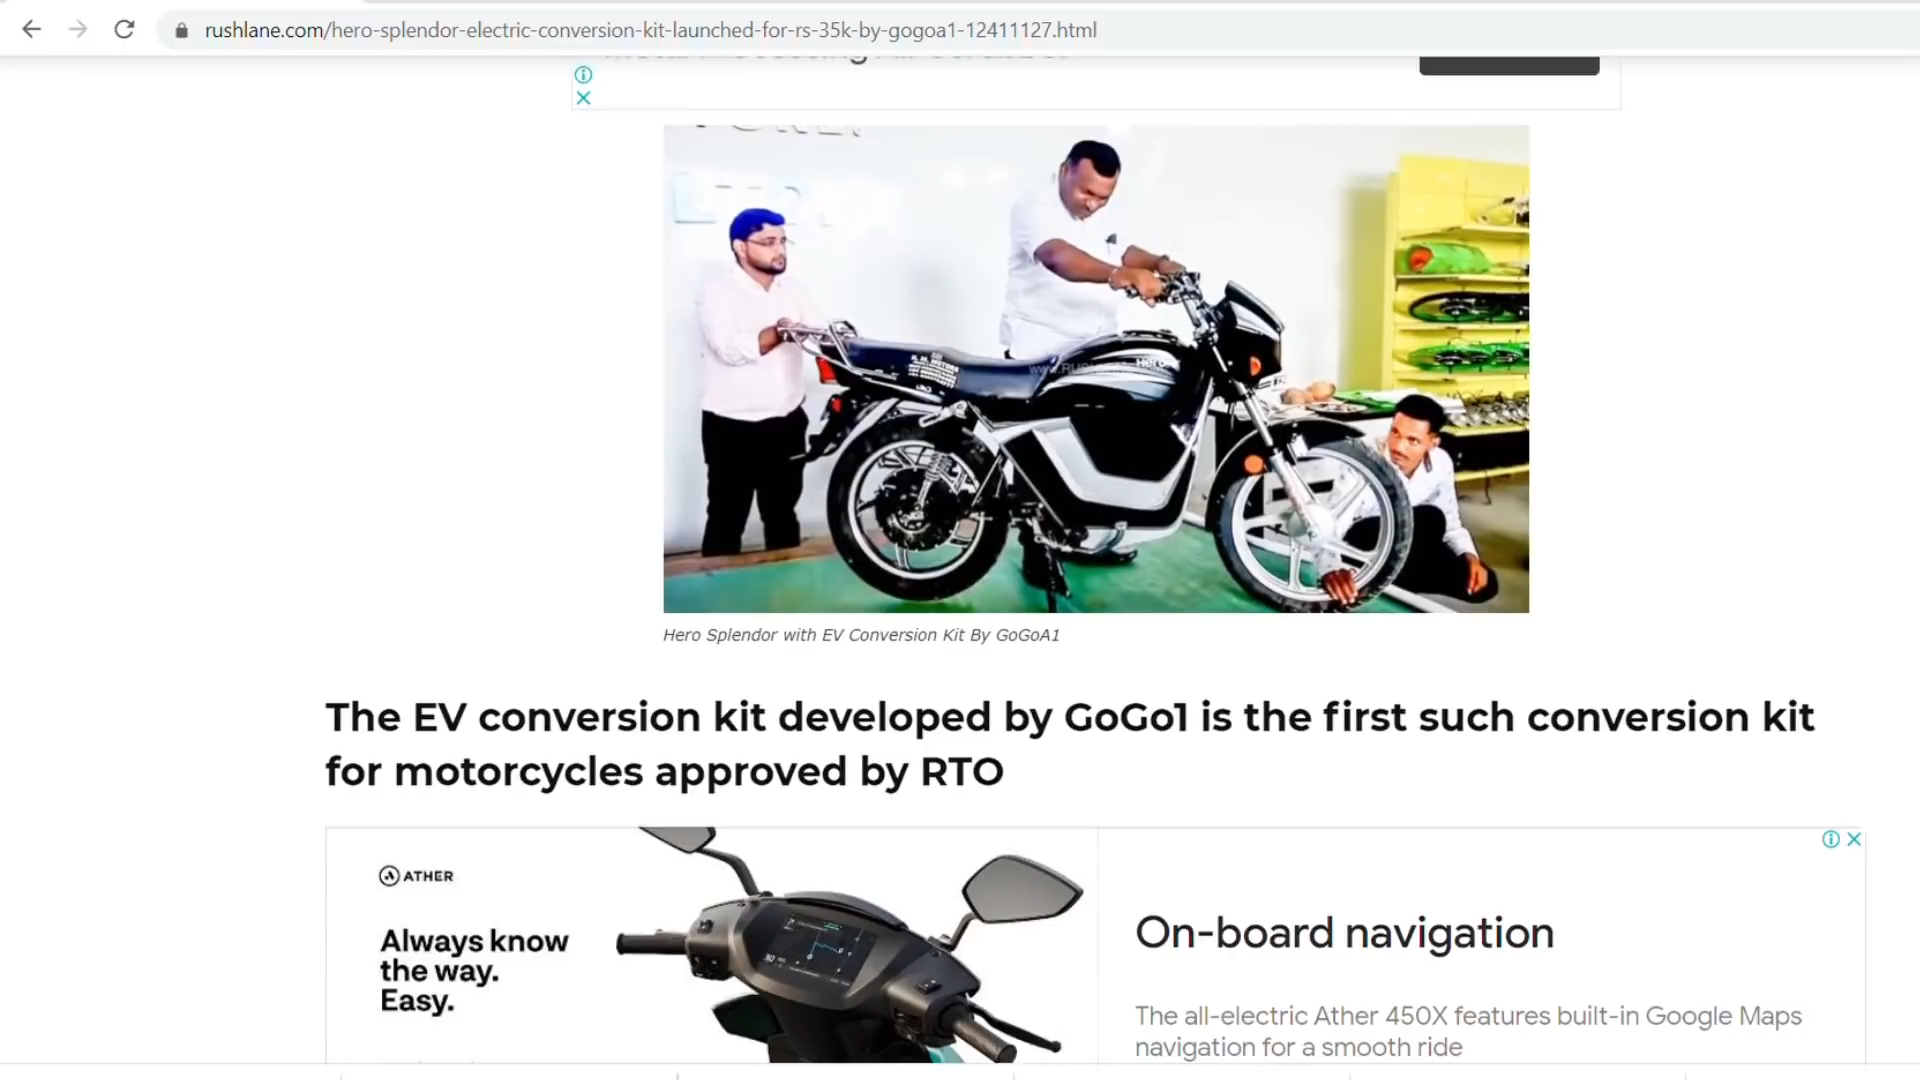 rushlane.com/hero-splendor-electric-conversion-kit-launched-for-rs-35k-by-gogoa1-12411127.html
Hero
Hero Splendor with EV Conversion Kit By GoGoA1
The EV conversion kit developed by GoGo1 is the first such conversion kit
for motorcycles approved by RTO
ATHER
Always know
the way.
Easy.
On-board navigation
The all-electric Ather 450X features built-in Google Maps
navigation for a smooth ride